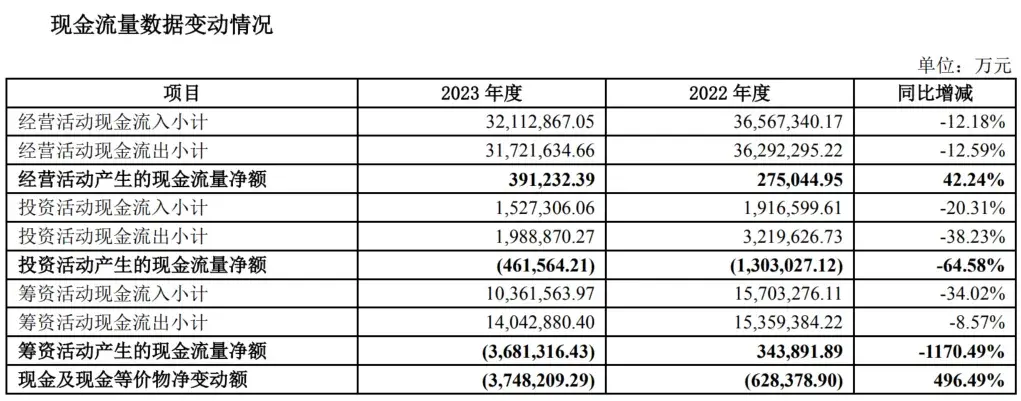 现金流量数据变动情况
单位：万元
项目 2023 年度 2022 年度 同比增减
经营活动现金流入小计 32,112,867.05 36,567,340.17 -12.18%
经营活动现金流出小计 31,721,634.66 36,292,295.22 -12.59%
经营活动产生的现金流量净额 391,232.39 275,044.95 42.24%
投资活动现金流入小计 1,527,306.06 1,916,599.61 -20.31%
投资活动现金流出小计 1,988,870.27 3,219,626.73 -38.23%
投资活动产生的现金流量净额 (461,564.21) (1,303,027.12) -64.58%
筹资活动现金流入小计 10,361,563.97 15,703,276.11 -34.02%
筹资活动现金流出小计 14,042,880.40 15,359,384.22 -8.57%
筹资活动产生的现金流量净额 (3,681,316.43) 343,891.89 -1170.49%
现金及现金等价物净变动额 (3,748,209.29) (628,378.90) 496.49%